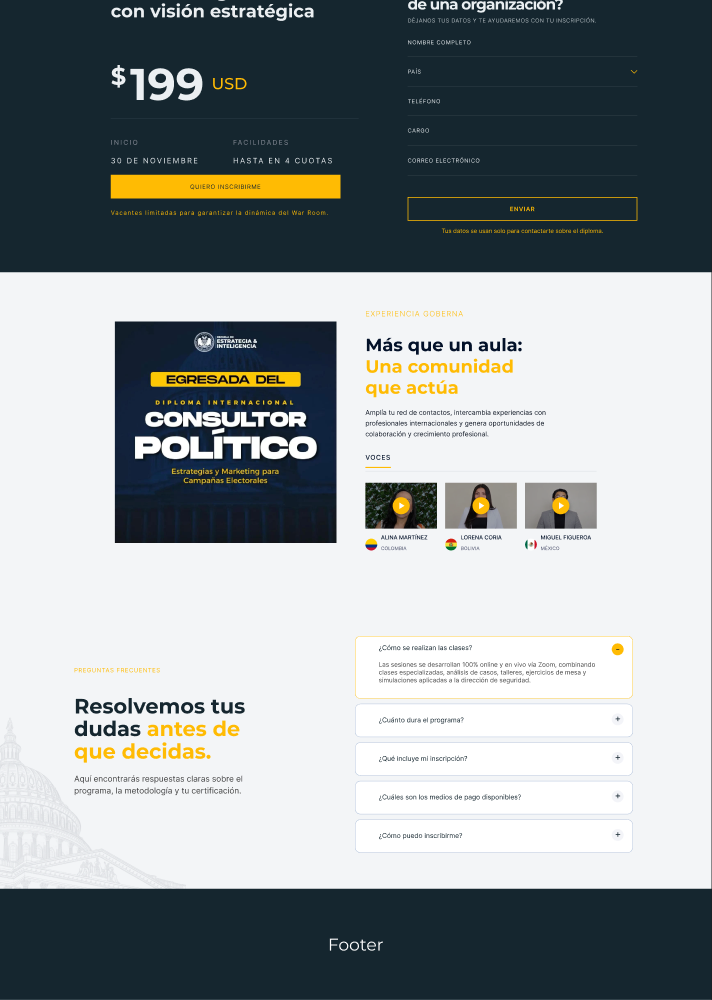 con visión estratégica
$199 USD
INICIO
FACILIDADES
30 DE NOVIEMBRE
HASTA EN 4 CUOTAS
QUIERO INSCRIBIRME
Vacantes limitadas para garantizar la dinámica del War Room.
de una organización?
DÉJANOS TUS DATOS Y TE AYUDAREMOS CON TU INSCRIPCIÓN.
NOMBRE COMPLETO
PAÍS
TELÉFONO
CARGO
CORREO ELECTRÓNICO
ENVIAR
Tus datos se usan solo para contactarte sobre el diploma.
ESTRATEGIA &
INTELIGENCIA
EGRESADA DEL
DIPLOMA INTERNACIONAL
CONSULTOR
POLÍTICO
Estrategias y Marketing para
Campañas Electorales
EXPERIENCIA GOBERNA
Más que un aula:
Una comunidad
que actúa
Amplía tu red de contactos, intercambia experiencias con
profesionales internacionales y genera oportunidades de
colaboración y crecimiento profesional.
VOCES
ALINA MARTÍNEZ
COLOMBIA
LORENA CORIA
BOLIVIA
MIGUEL FIGUEROA
MÉXICO
PREGUNTAS FRECUENTES
Resolvemos tus
dudas antes de
que decidas.
Aquí encontrarás respuestas claras sobre el
programa, la metodología y tu certificación.
¿Cómo se realizan las clases?
Las sesiones se desarrollan 100% online y en vivo vía Zoom, combinando
clases especializadas, análisis de casos, talleres, ejercicios de mesa y
simulaciones aplicadas a la dirección de seguridad.
¿Cuánto dura el programa?
¿Qué incluye mi inscripción?
¿Cuáles son los medios de pago disponibles?
¿Cómo puedo inscribirme?
Footer